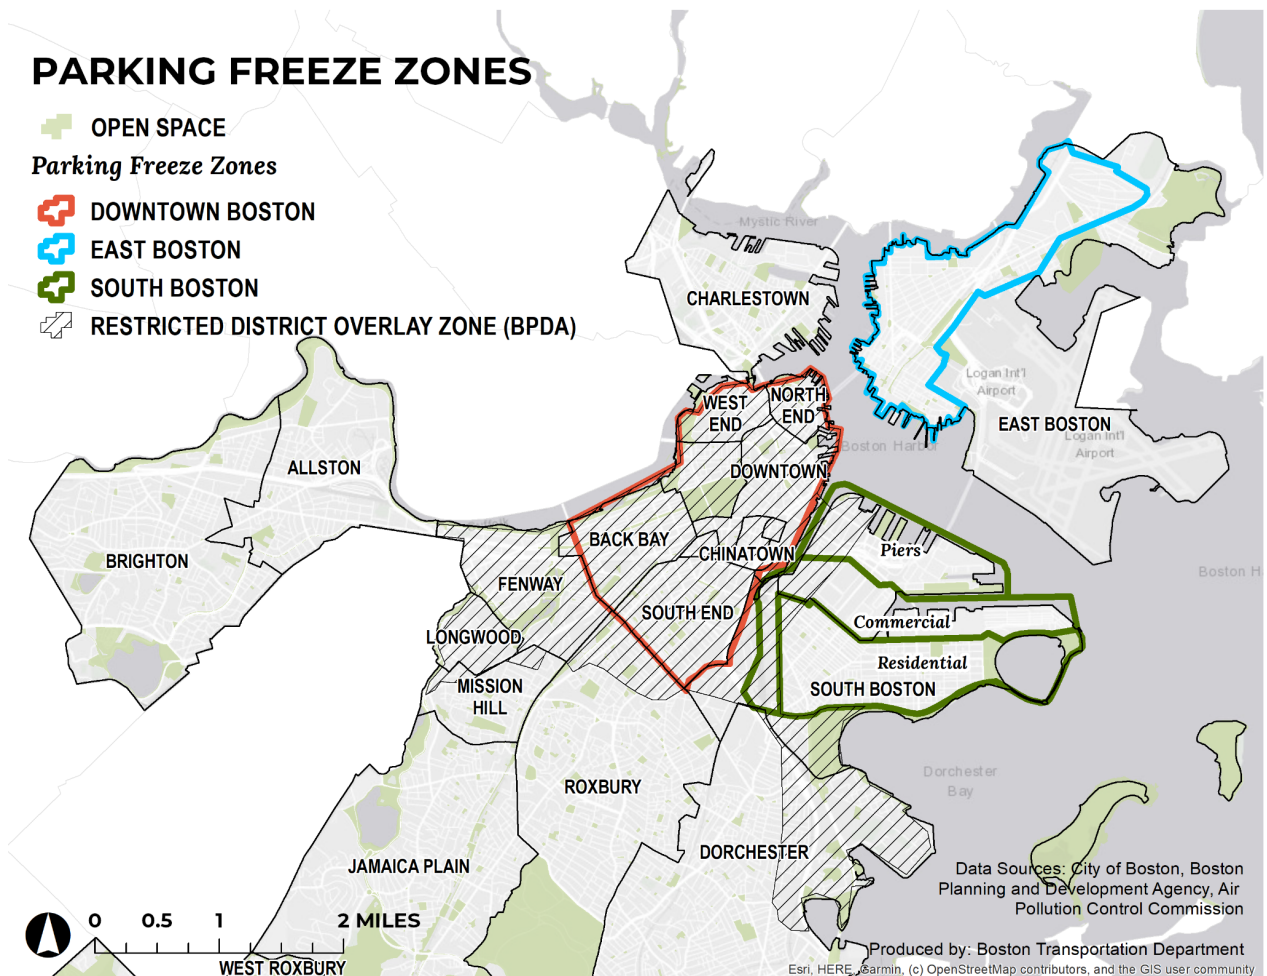 PARKING FREEZE ZONES
OPEN SPACE
Parking Freeze Zones
DOWNTOWN BOSTON
EAST BOSTON
SOUTH BOSTON
RESTRICTED DISTRICT OVERLAY ZONE (BPDA)
Mystic River
CHARLESTOWN
Logan Int'l
Airport
WEST
END
NORTH
END
EAST BOSTON
Logan Int'l
Airport
Boston Harbor
ALLSTON
DOWNTOWN
BRIGHTON
BACK BAY
CHINATOWN
Piers
Boston H
FENWAY
SOUTH END
Commercial
LONGWOOD
Residential
MISSION
HILL
SOUTH BOSTON
ROXBURY
Dorchester
Bay
DORCHESTER
JAMAICA PLAIN
Data Sources: City of Boston, Boston
Planning and Development Agency, Air
Pollution Control Commission
0 0.5 1 2 MILES
WEST ROXBURY
Produced by: Boston Transportation Department
Esri, HERE, Garmin, (c) OpenStreetMap contributors, and the GIS user community